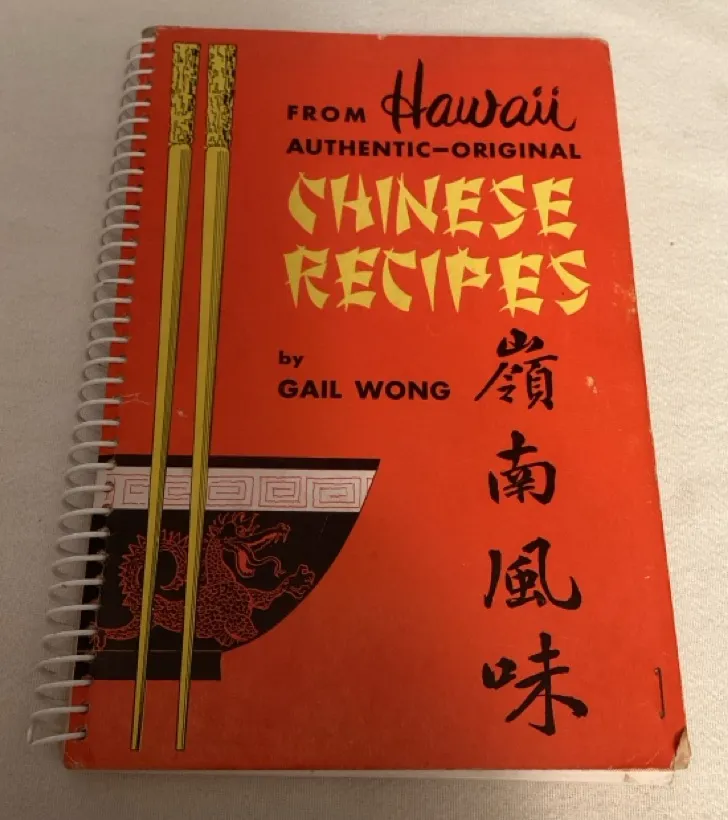 FROM Hawaii
AUTHENTIC–ORIGINAL
CHINESE
RECIPES
by
GAIL WONG
嶺南風味